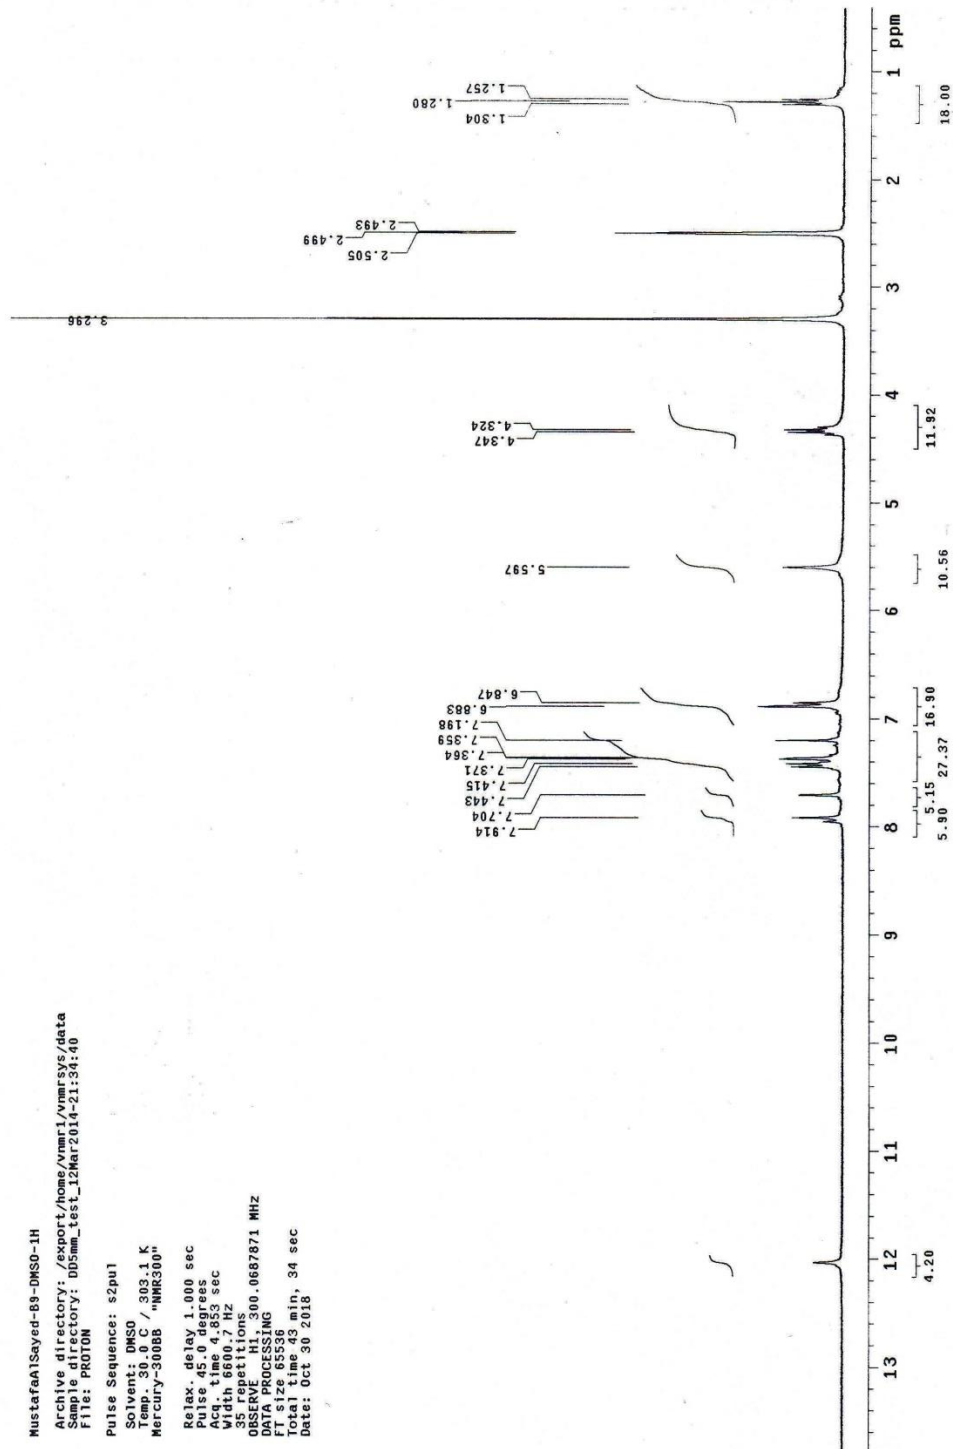 MustafaAlSayed-B9-DMSO-1H
Archive directory: /export/home/vnmr1/vnmrsys/data
Sample directory: DD5mm_test_12Mar2014-21:34:40
File: PROTON
Pulse Sequence: s2pul
Solvent: DMSO
Temp. 30.0 C / 303.1 K
Mercury-300BB "NMR300"
Relax. delay 1.000 sec
Pulse 45.0 degrees
Acq. time 4.853 sec
Width 6600.7 Hz
35 repetitions
OBSERVE H1, 300.0687871 MHz
DATA PROCESSING
FT size 65536
Total time 43 min, 34 sec
Date: Oct 30 2018
7.914
7.704
7.443
7.415
7.371
7.364
7.359
7.198
6.883
6.847
5.597
4.347
4.324
3.296
2.505
2.499
2.493
1.304
1.280
1.257
13 12 11 10 9 8 7 6 5 4 3 2 1 ppm
4.20
5.90
5.15
27.37
16.90
10.56
11.92
18.00